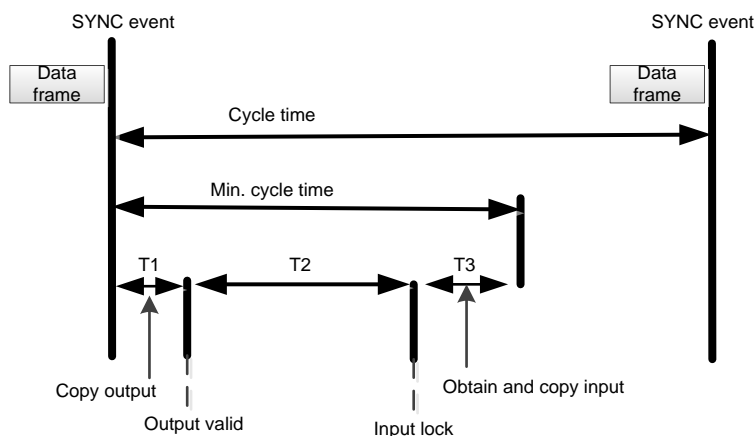 SYNC event
SYNC event
Data
frame
Data
frame
Cycle time
Min. cycle time
T1
T2
T3
Copy output
Obtain and copy input
Output valid
Input lock